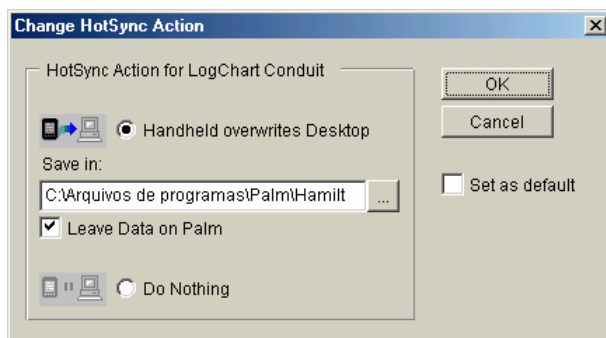 Change HotSync Action
HotSync Action for LogChart Conduit
Handheld overwrites Desktop
Save in:
C:\Arquivos de programas\Palm\Hamilt
...
Leave Data on Palm
Do Nothing
OK
Cancel
Set as default